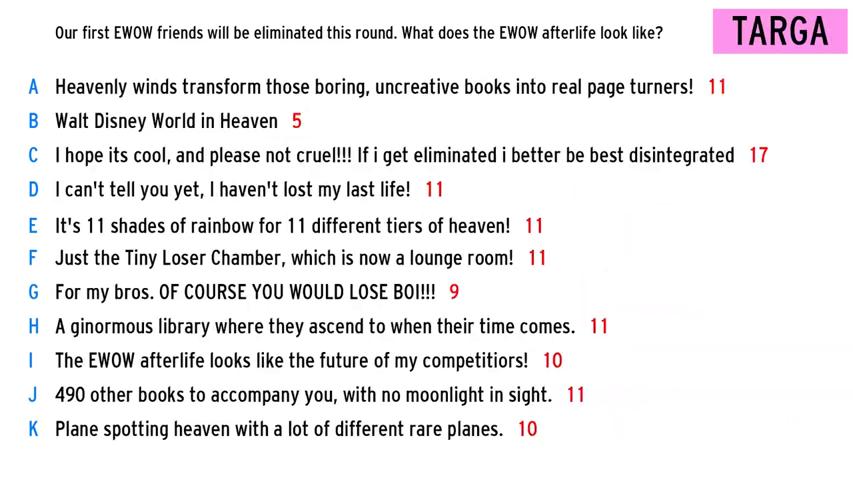 Our first EWOW friends will be eliminated this round. What does the EWOW afterlife look like?
TARGA
A Heavenly winds transform those boring, uncreative books into real page turners! 11
B Walt Disney World in Heaven 5
C I hope its cool, and please not cruel!!! If i get eliminated i better be best disintegrated 17
D I can't tell you yet, I haven't lost my last life! 11
E It's 11 shades of rainbow for 11 different tiers of heaven! 11
F Just the Tiny Loser Chamber, which is now a lounge room! 11
G For my bros. OF COURSE YOU WOULD LOSE BOI!!! 9
H A ginormous library where they ascend to when their time comes. 11
I The EWOW afterlife looks like the future of my competitiors! 10
J 490 other books to accompany you, with no moonlight in sight. 11
K Plane spotting heaven with a lot of different rare planes. 10